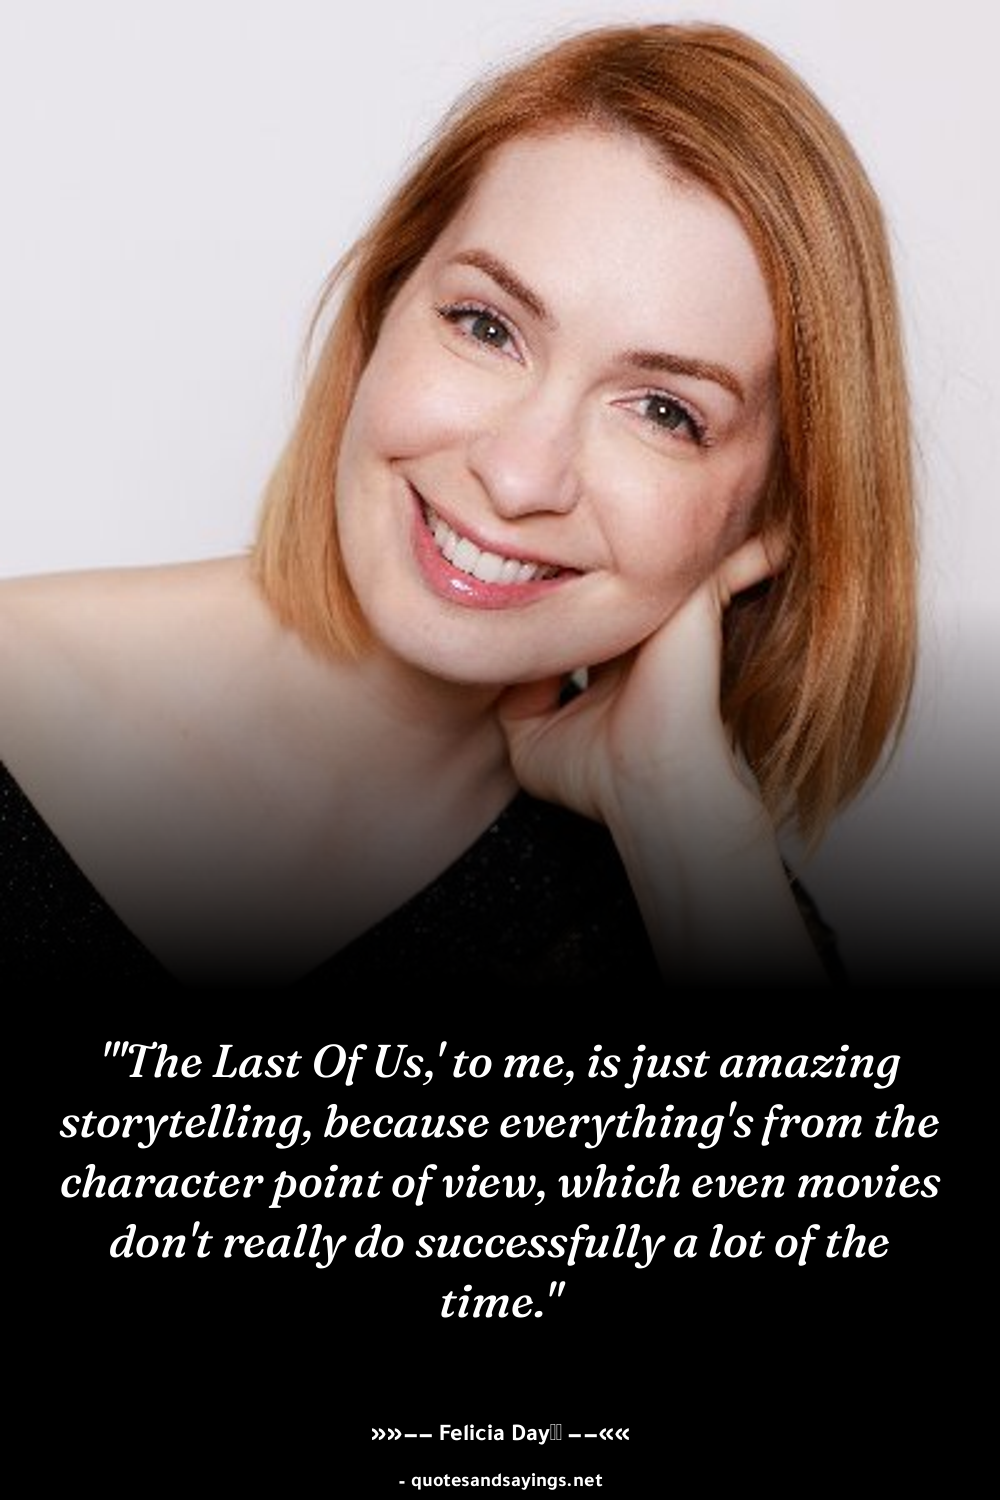 "'The Last Of Us,' to me, is just amazing
storytelling, because everything's from the
character point of view, which even movies
don't really do successfully a lot of the
time."
»»–– Felicia Day▯▯ ––««
- quotesandsayings.net